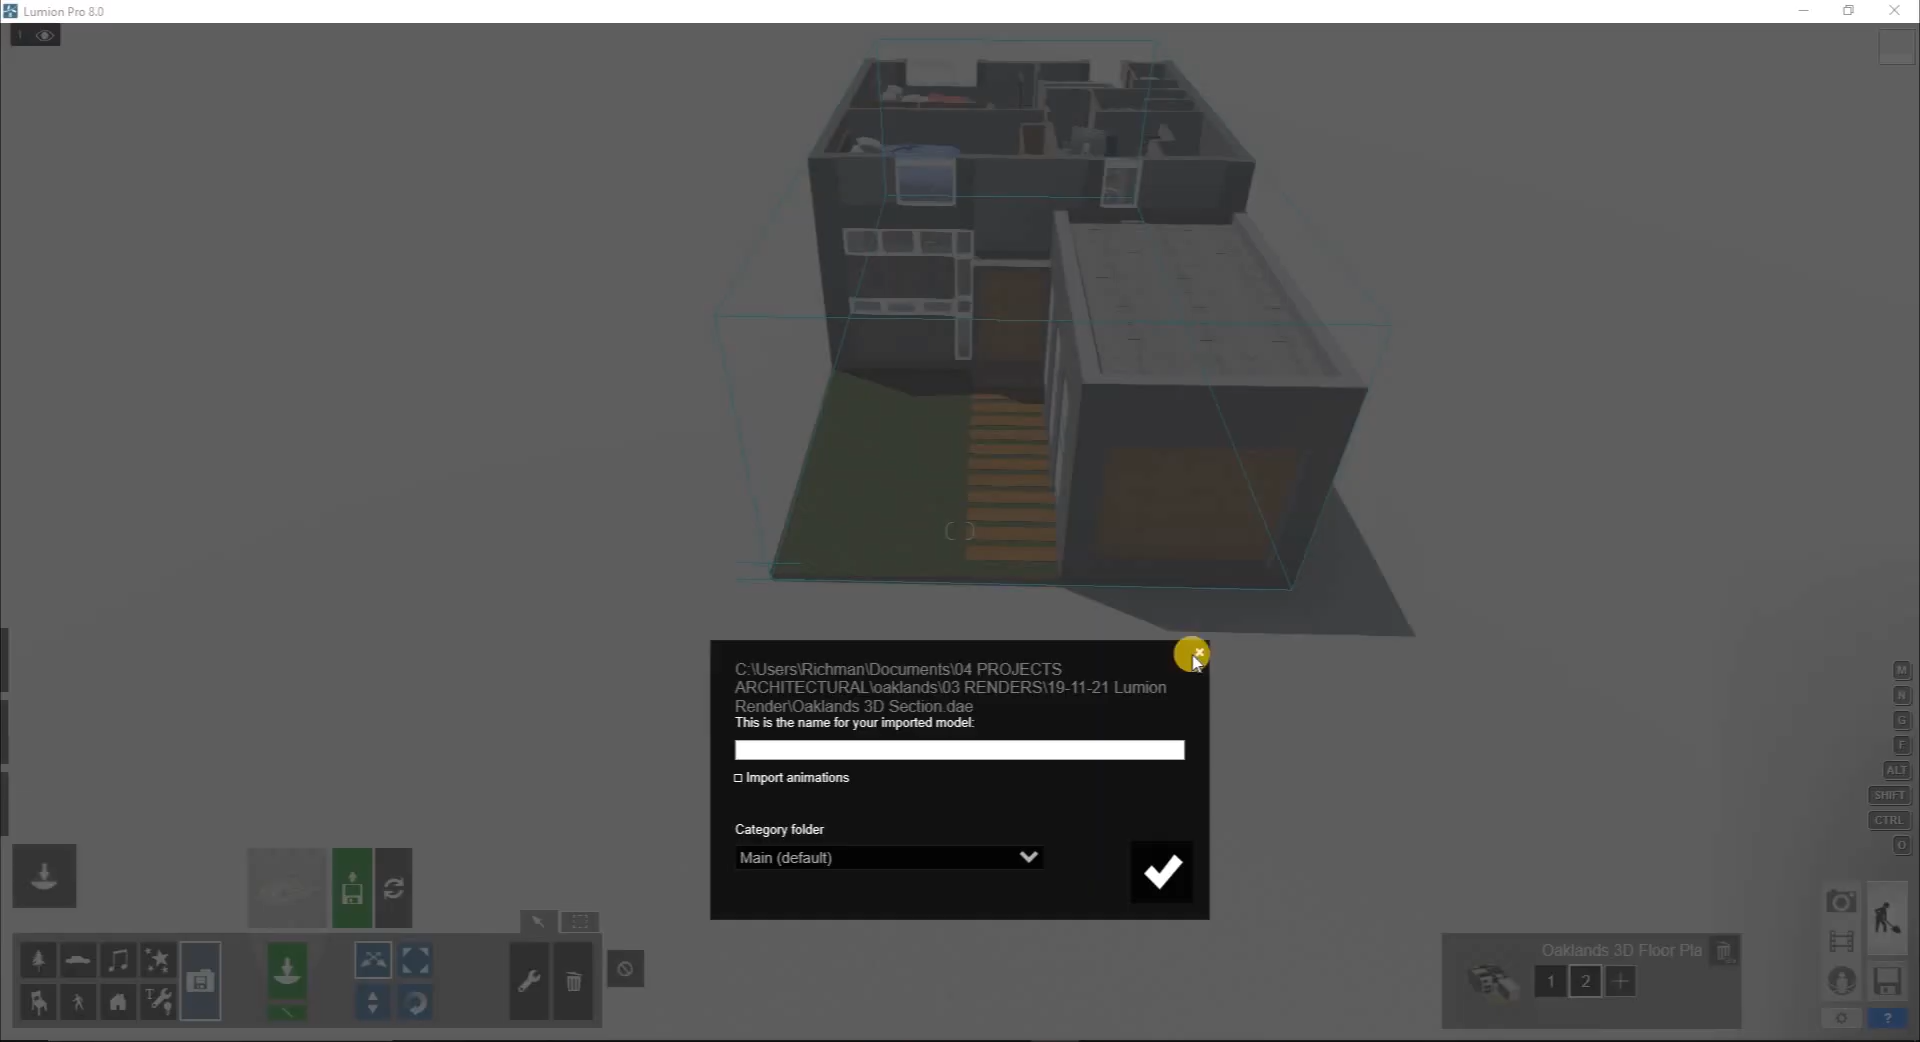 Lumion Pro 8.0
1
C:\Users\Richman\Documents\04 PROJECTS
ARCHITECTURAL\oaklands\03 RENDERS\19-11-21 Lumion
Render\Oaklands 3D Section.dae
This is the name for your imported model:
Import animations
Category folder
Main (default)
M
N
G
F
ALT
SHIFT
CTRL
O
Oaklands 3D Floor Pla
1 2 +
T
?